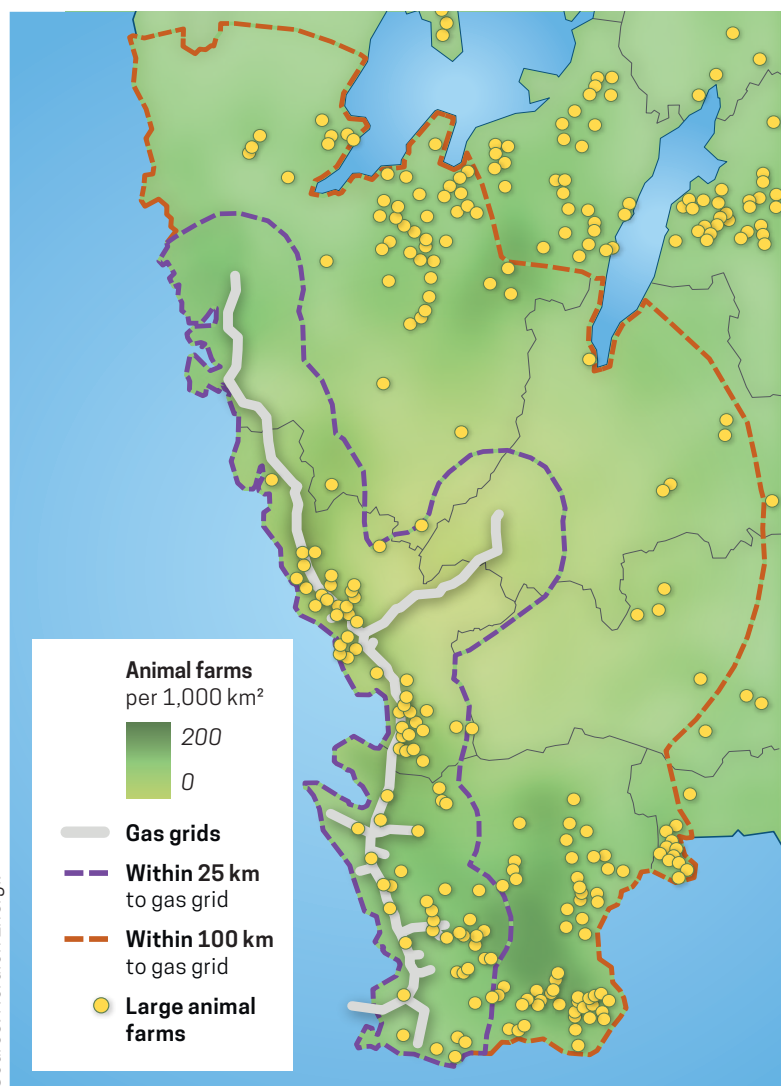 Animal farms
per 1,000 km²
200
0
Gas grids
Within 25 km
to gas grid
Within 100 km
to gas grid
Large animal
farms